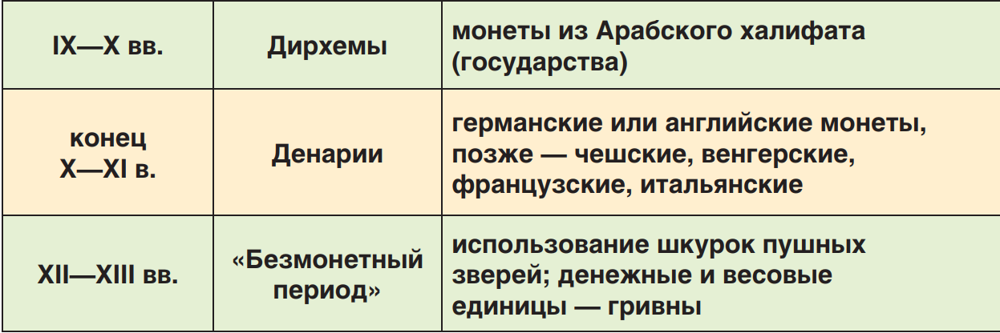 IX—X вв.
Дирхемы
монеты из Арабского халифата
(государства)
конец
X—XI в.
Денарии
германские или английские монеты,
позже — чешские, венгерские,
французские, итальянские
XII—XIII вв.
«Безмонетный
период»
использование шкурок пушных
зверей; денежные и весовые
единицы — гривны